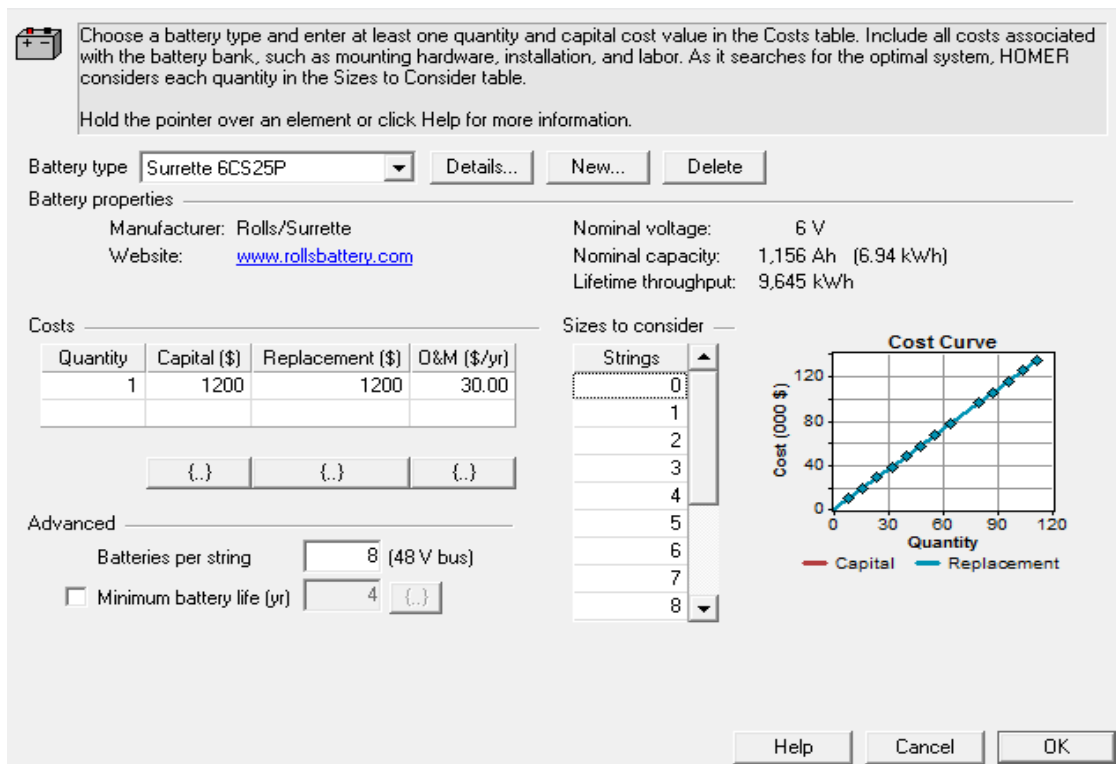 Choose a battery type and enter at least one quantity and capital cost value in the Costs table. Include all costs associated
with the battery bank, such as mounting hardware, installation, and labor. As it searches for the optimal system, HOMER
considers each quantity in the Sizes to Consider table.
Hold the pointer over an element or click Help for more information.
Battery type Surrette 6CS25P Details... New... Delete
Battery properties
Manufacturer: Rolls/Surrette Nominal voltage: 6 V
Website: www.rollsbattery.com Nominal capacity: 1,156 Ah (6.94 kWh)
Lifetime throughput: 9,645 kWh
Costs
Quantity Capital ($) Replacement ($) O&M ($/yr)
1 1200 1200 30.00
{..} {..} {..}
Advanced
Batteries per string 8 (48 V bus)
Minimum battery life (yr) 4 {..}
Sizes to consider
Strings
0
1
2
3
4
5
6
7
8
Cost Curve
Cost (000 $)
120
80
40
0
0 30 60 90 120
Quantity
Capital Replacement
Help Cancel OK